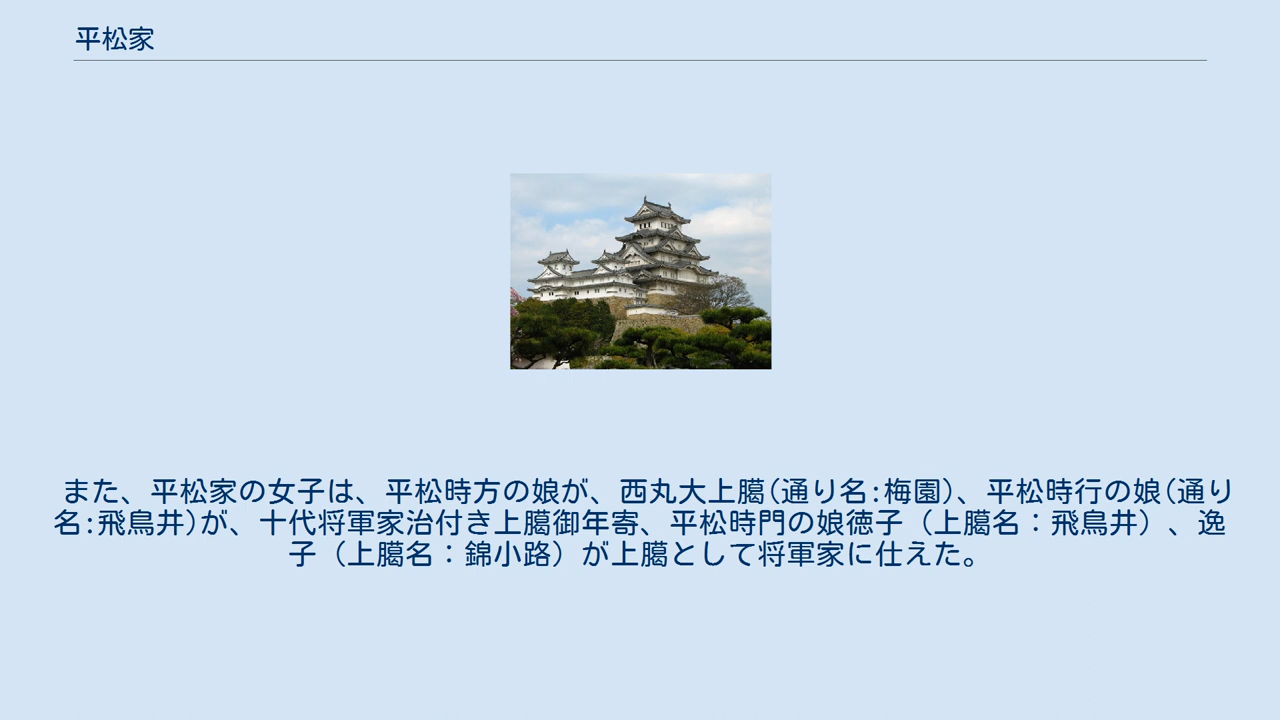 平松家
また、平松家の女子は、平松時方の娘が、西丸大上臈(通り名:梅園)、平松時行の娘(通り
名:飛鳥井)が、十代将軍家治付き上臈御年寄、平松時門の娘徳子（上臈名：飛鳥井）、逸
子（上臈名：錦小路）が上臈として将軍家に仕えた。